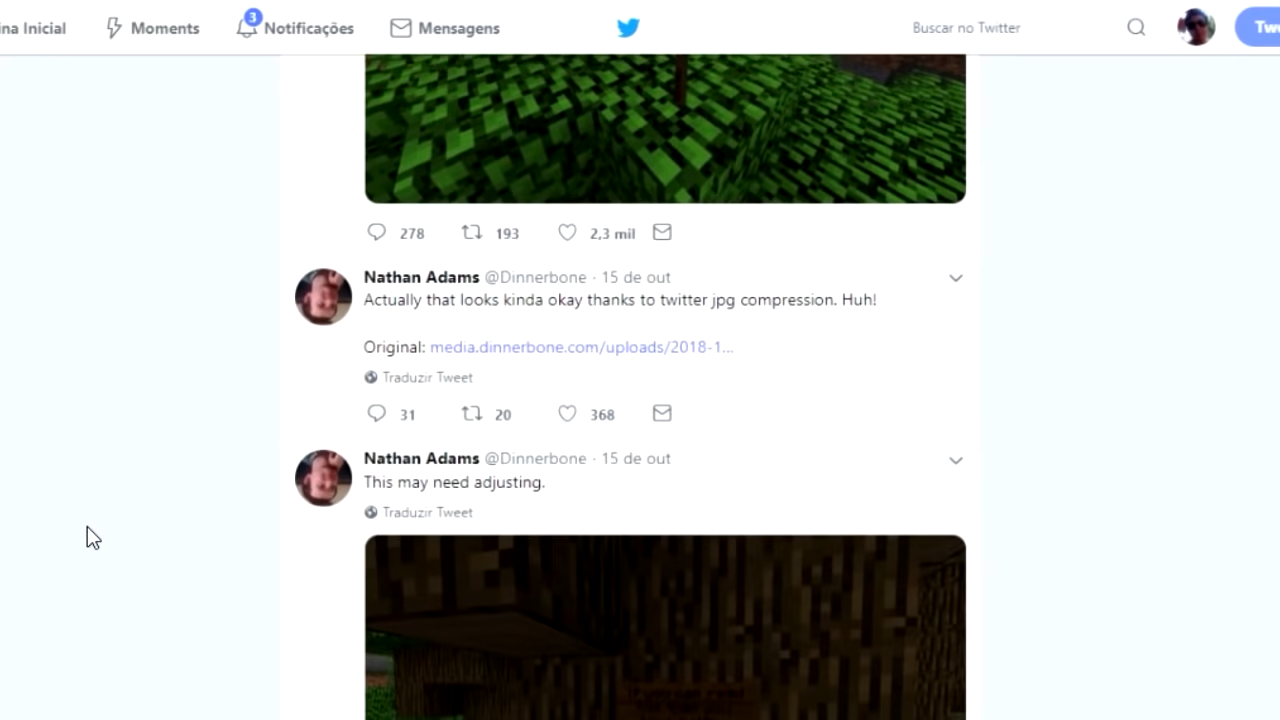 na Inicial Moments 3 Notificações Mensagens Buscar no Twitter
278 193 2,3 mil
Nathan Adams @Dinnerbone · 15 de out
Actually that looks kinda okay thanks to twitter jpg compression. Huh!
Original: media.dinnerbone.com/uploads/2018-1...
Traduzir Tweet
31 20 368
Nathan Adams @Dinnerbone · 15 de out
This may need adjusting.
Traduzir Tweet